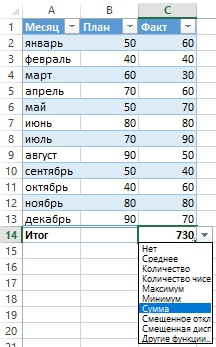 A B C
1 Месяц План Факт
2 январь 50 60
3 февраль 40 40
4 март 60 30
5 апрель 70 60
6 май 50 70
7 июнь 80 80
8 июль 70 90
9 август 90 50
10 сентябрь 50 40
11 октябрь 40 60
12 ноябрь 80 80
13 декабрь 90 70
14 Итог 730
15 Нет
16 Среднее
Количество
17 Количество чисе
Максимум
18 Минимум
19 Сумма
Смещенное откл
20 Смещенная дисп
21 Другие функции..